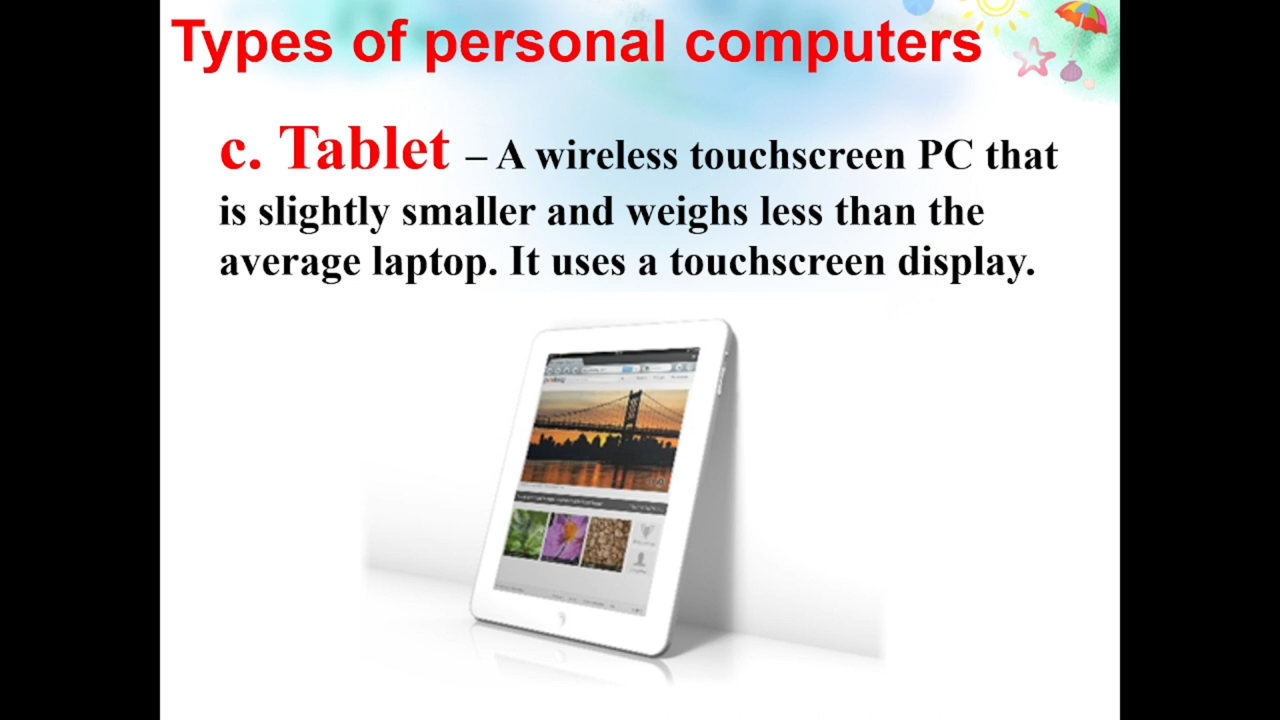 Types of personal computers
c. Tablet – A wireless touchscreen PC that
is slightly smaller and weighs less than the
average laptop. It uses a touchscreen display.